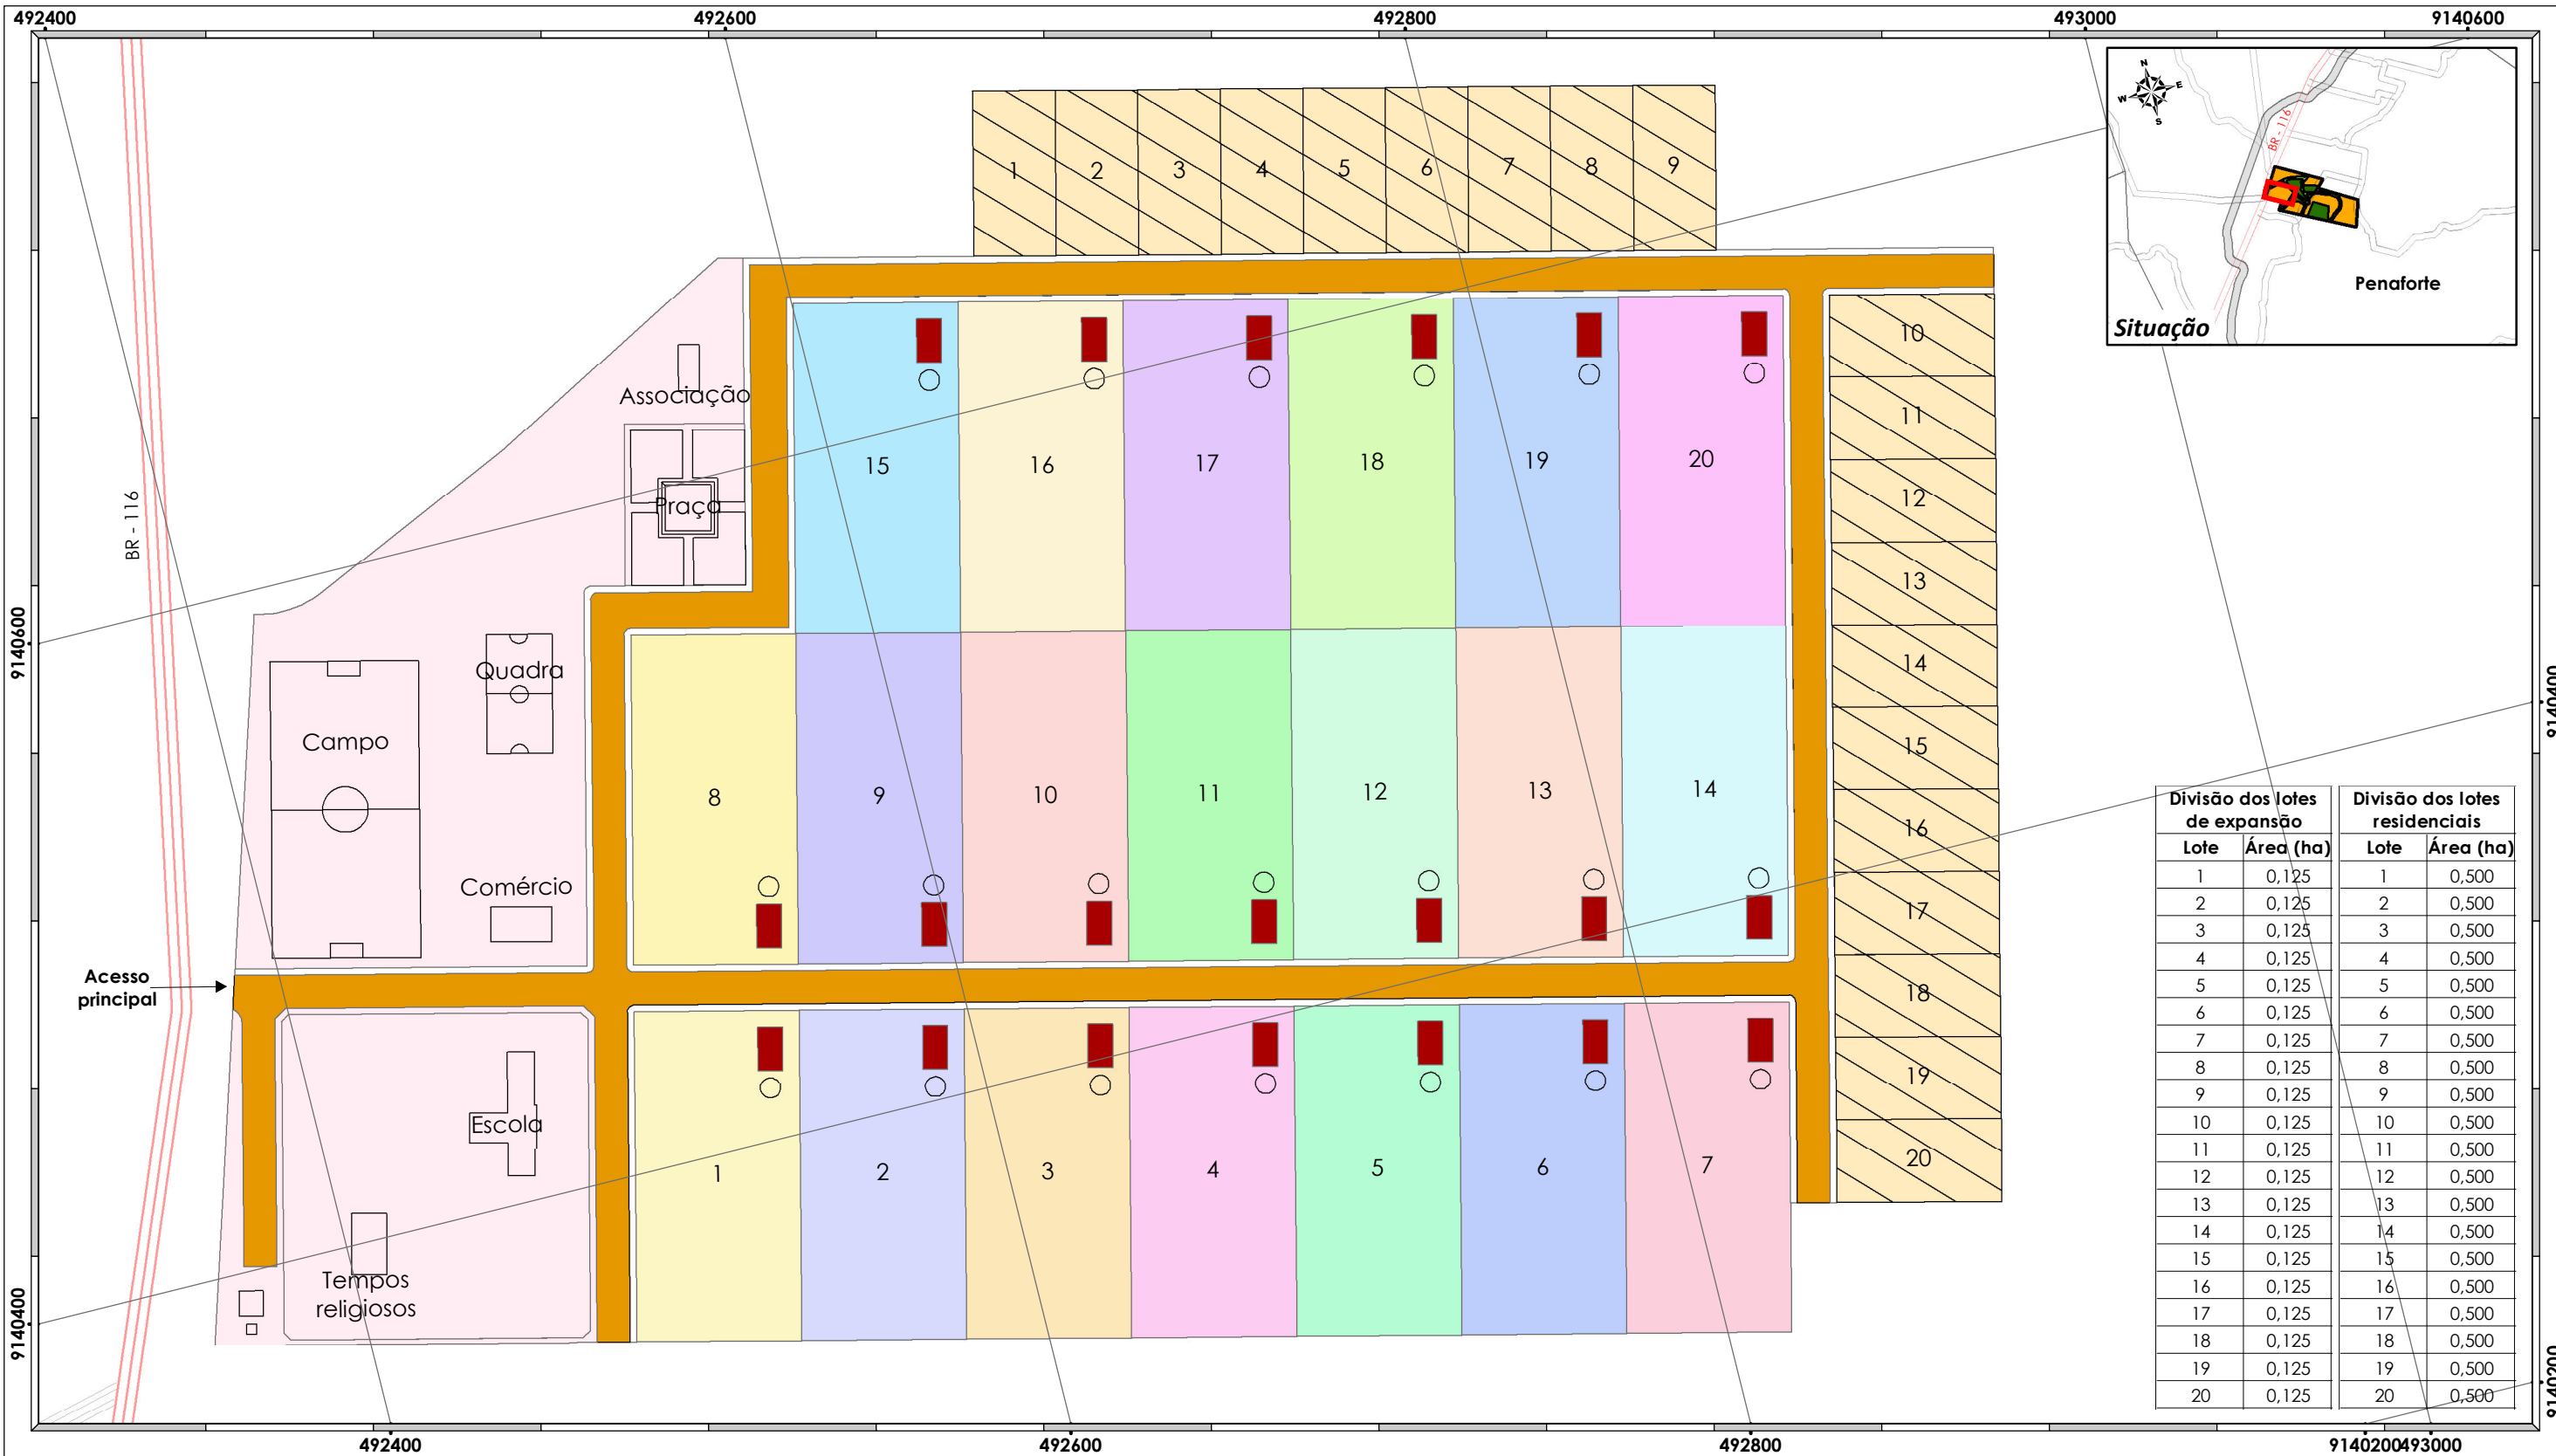 492400
492600
492800
493000
9140600
N
W
E
S
BR - 116
Penaforte
Situação
1
2
3
4
5
6
7
8
9
10
11
12
13
14
15
16
17
18
19
20
Associação
Praça
15
16
17
18
19
20
BR - 116
9140600
9140400
Quadra
Campo
8
9
10
11
12
13
14
Comércio
Acesso
principal
Escola
1
2
3
4
5
6
7
Tempos
religiosos
9140400
9140200
Divisão dos lotes
de expansão
Divisão dos lotes
residenciais
Lote Área (ha) Lote Área (ha)
1 0,125 1 0,500
2 0,125 2 0,500
3 0,125 3 0,500
4 0,125 4 0,500
5 0,125 5 0,500
6 0,125 6 0,500
7 0,125 7 0,500
8 0,125 8 0,500
9 0,125 9 0,500
10 0,125 10 0,500
11 0,125 11 0,500
12 0,125 12 0,500
13 0,125 13 0,500
14 0,125 14 0,500
15 0,125 15 0,500
16 0,125 16 0,500
17 0,125 17 0,500
18 0,125 18 0,500
19 0,125 19 0,500
20 0,125 20 0,500
492400
492600
492800
9140200
493000